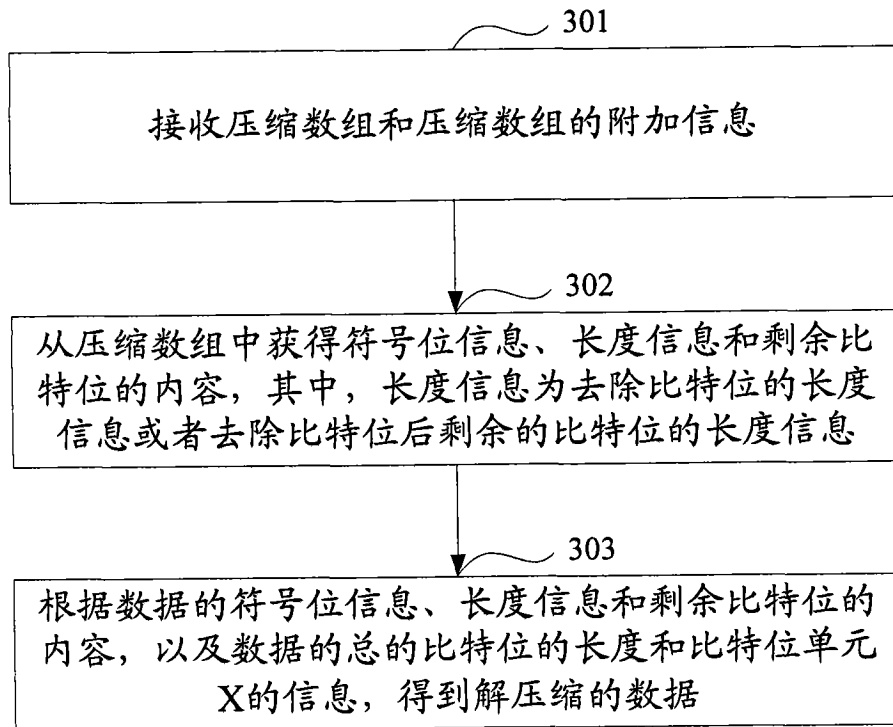 301
接收压缩数组和压缩数组的附加信息
302
从压缩数组中获得符号位信息、长度信息和剩余比
特位的内容，其中，长度信息为去除比特位的长度
信息或者去除比特位后剩余的比特位的长度信息
303
根据数据的符号位信息、长度信息和剩余比特位的
内容，以及数据的总的比特位的长度和比特位单元
X的信息，得到解压缩的数据